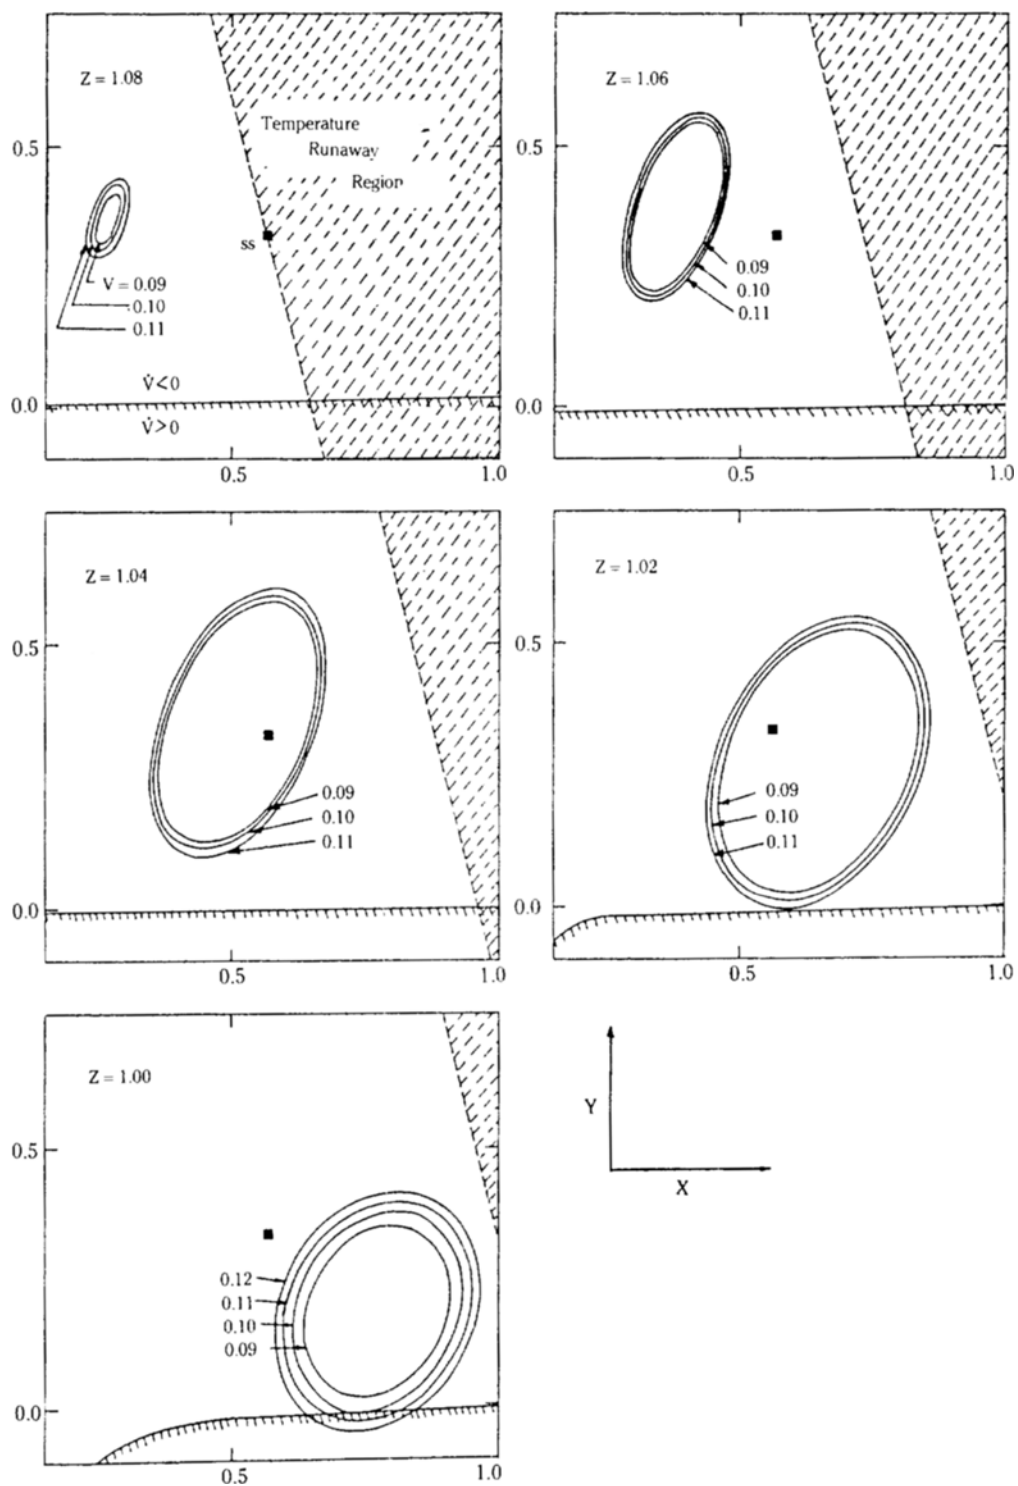 Z = 1.08
Temperature
Runaway
Region
0.5
ss
V = 0.09
0.10
0.11
V̇<0
0.0
V̇>0
0.5
1.0
Z = 1.06
0.5
0.09
0.10
0.11
0.0
0.5
1.0
Z = 1.04
0.5
0.09
0.10
0.11
0.0
0.5
1.0
Z = 1.02
0.5
0.09
0.10
0.11
0.0
0.5
1.0
Z = 1.00
0.5
0.12
0.11
0.10
0.09
0.0
0.5
1.0
Y
X